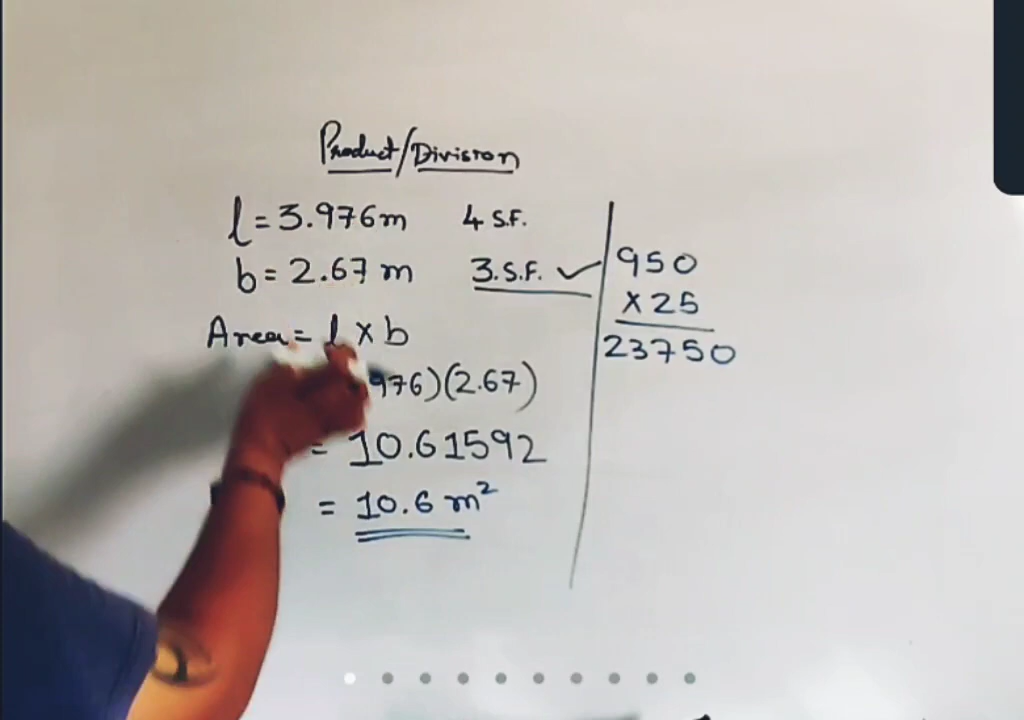 Product/Division
l = 3.976m 4 S.F.
b = 2.67 m 3.S.F. ✓
Area = l x b
976)(2.67)
= 10.61592
= 10.6 m²
950
x 25
23750